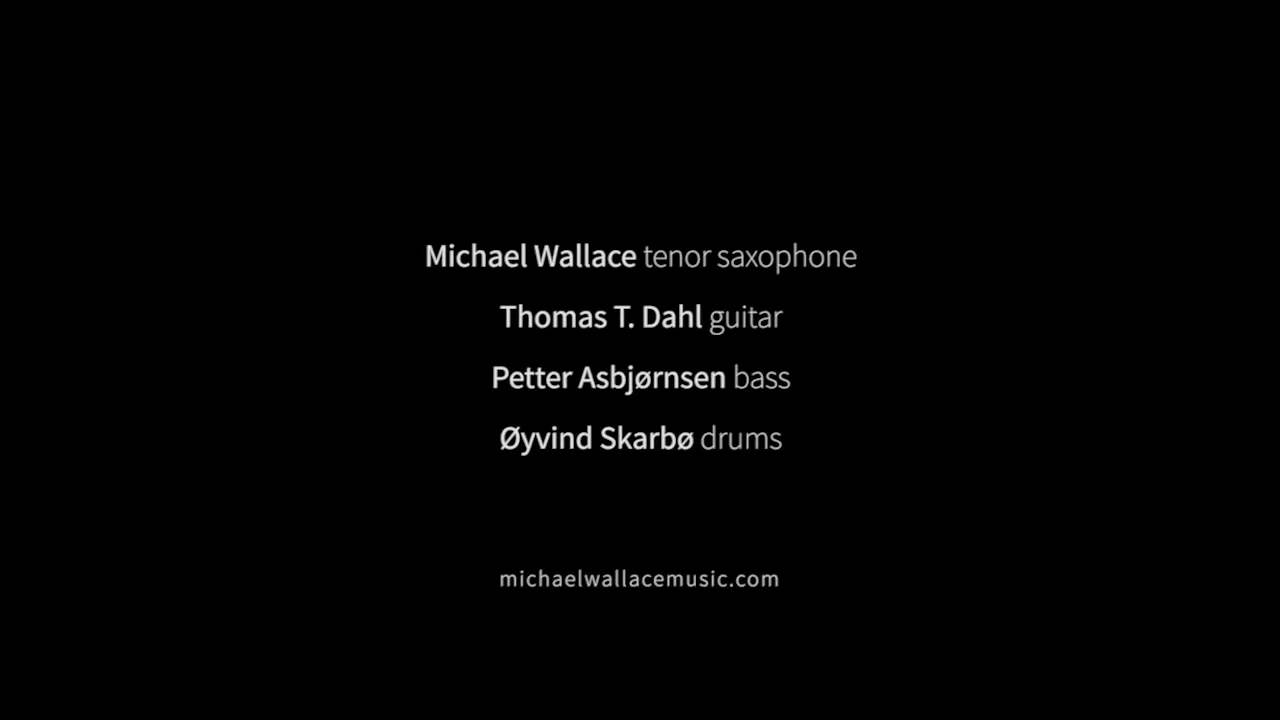 Michael Wallace tenor saxophone
Thomas T. Dahl guitar
Petter Asbjørnsen bass
Øyvind Skarbø drums
michaelwallacemusic.com